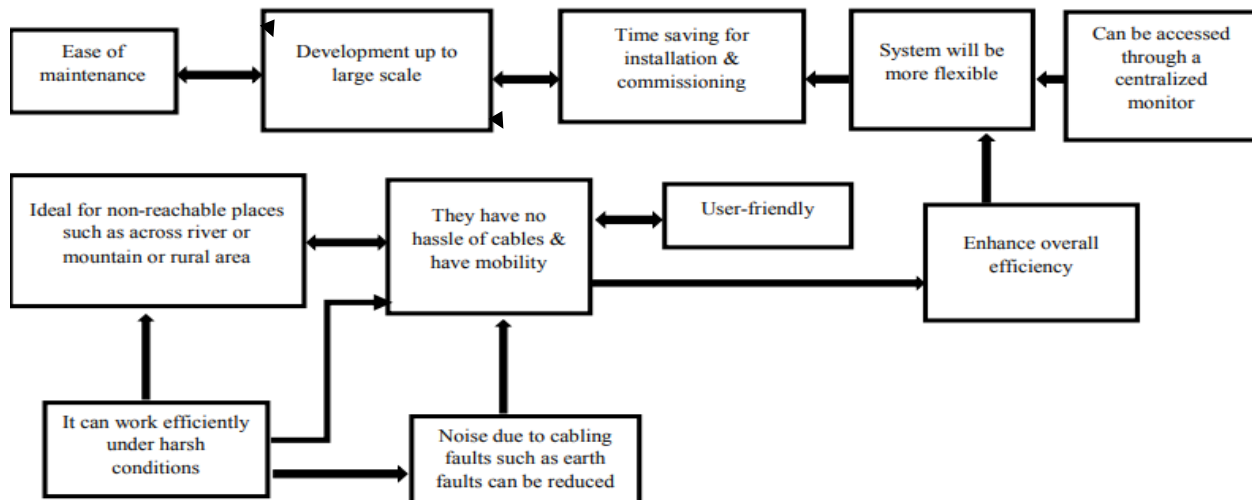 Ease of
maintenance
Development up to
large scale
Time saving for
installation &
commissioning
System will be
more flexible
Can be accessed
through a
centralized
monitor
Ideal for non-reachable places
such as across river or
mountain or rural area
They have no
hassle of cables &
have mobility
User-friendly
Enhance overall
efficiency
It can work efficiently
under harsh
conditions
Noise due to cabling
faults such as earth
faults can be reduced